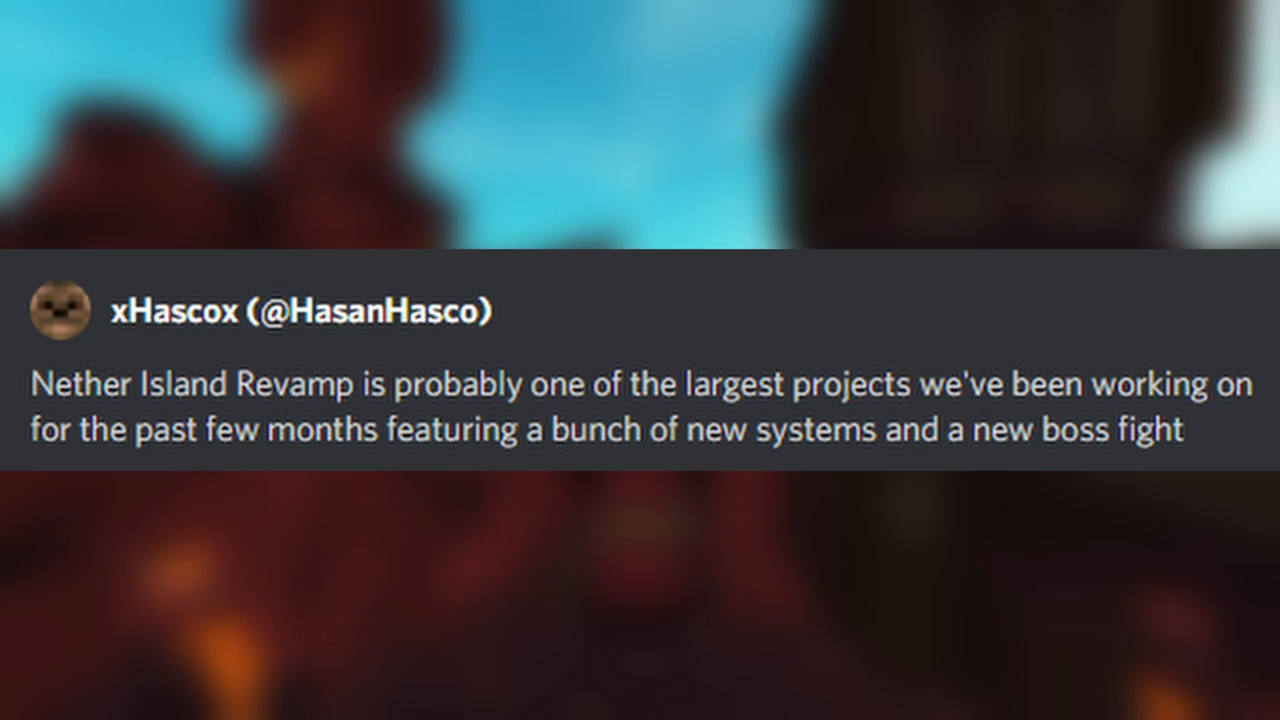 xHascox (@HasanHasco)
Nether Island Revamp is probably one of the largest projects we've been working on
for the past few months featuring a bunch of new systems and a new boss fight